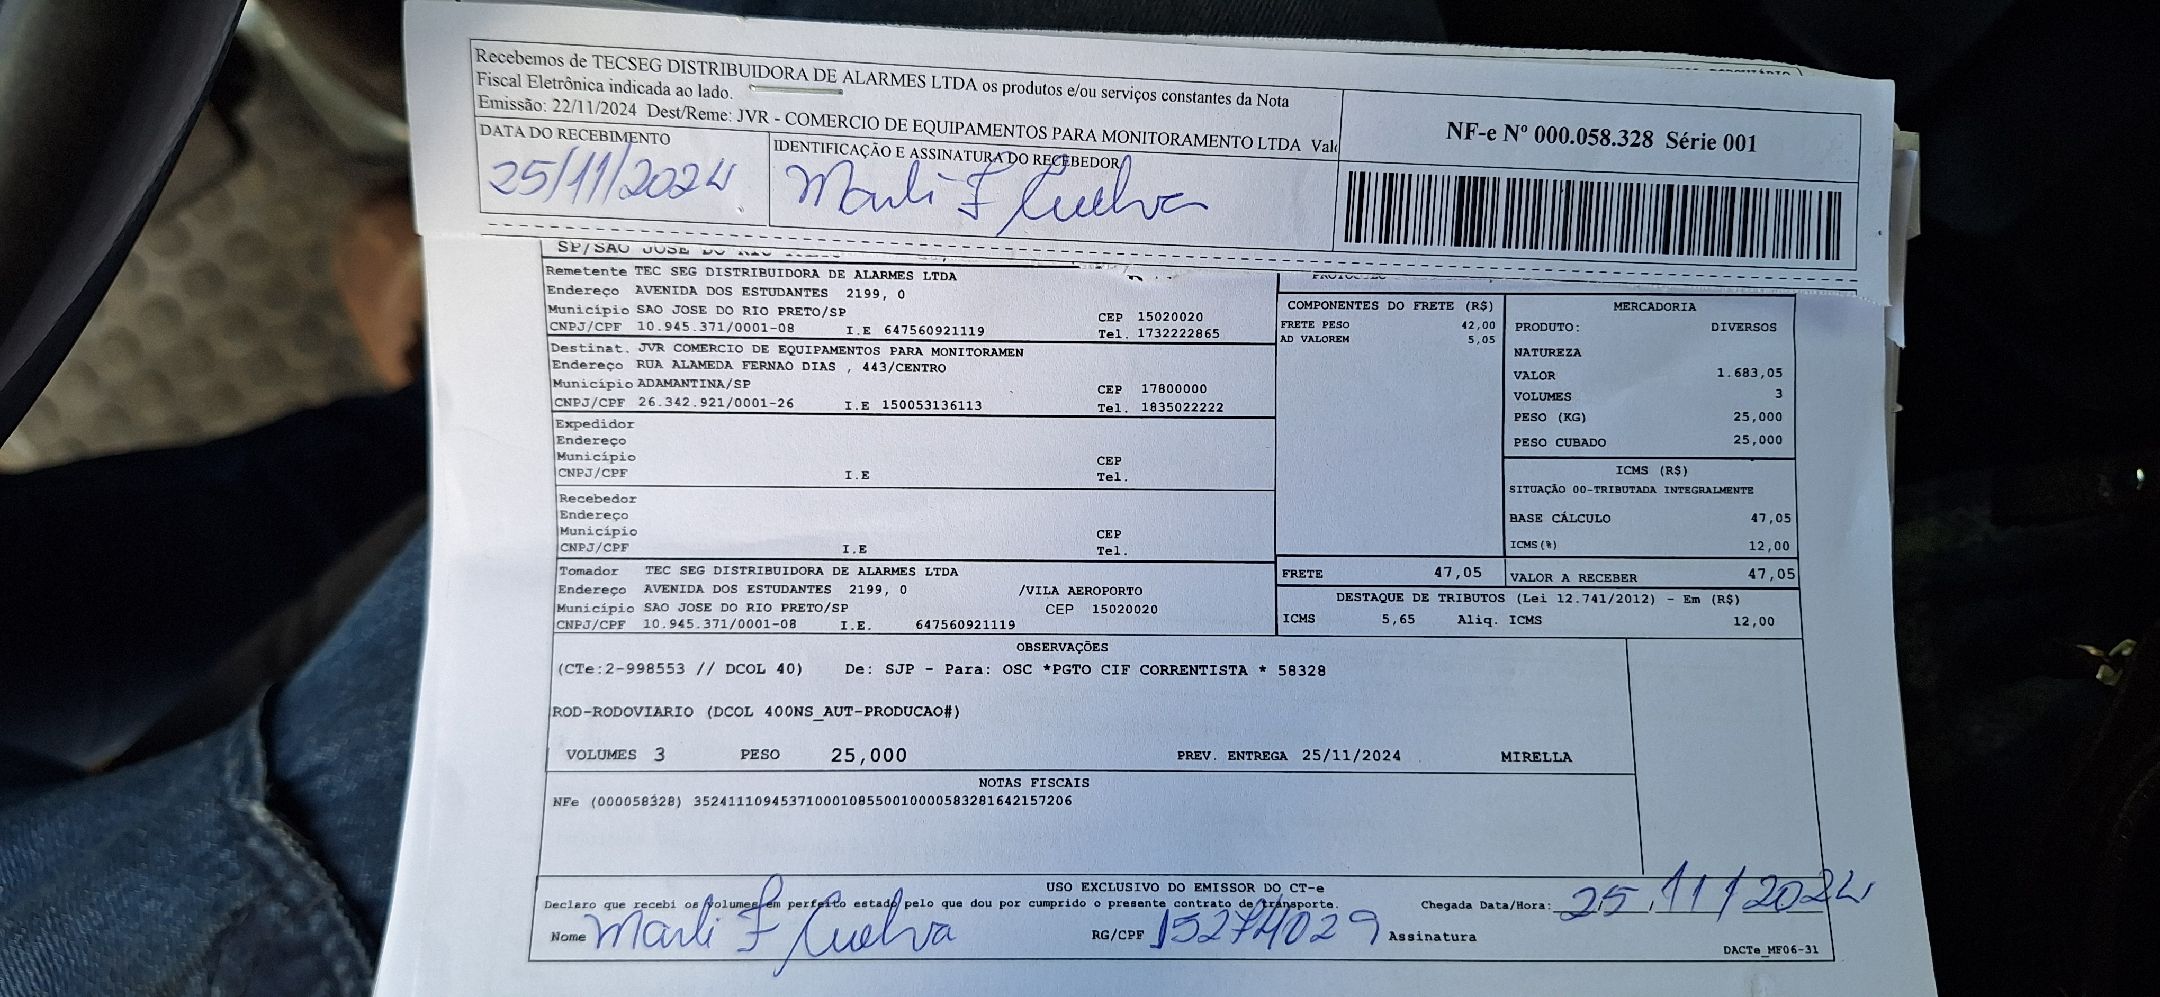 Recebemos de TECSEG DISTRIBUIDORA DE ALARMES LTDA os produtos e/ou serviços constantes da Nota
Fiscal Eletrônica indicada ao lado.
Emissão: 22/11/2024 Dest/Reme: JVR - COMERCIO DE EQUIPAMENTOS PARA MONITORAMENTO LTDA
DATA DO RECEBIMENTO
25/11/2024
IDENTIFICAÇÃO E ASSINATURA DO RECEBEDOR
Marli F
NF-e Nº 000.058.328 Série 001
SP/SAO JOSE DO RIO PRETO
Remetente TEC SEG DISTRIBUIDORA DE ALARMES LTDA
Endereço AVENIDA DOS ESTUDANTES 2199, 0
Município SAO JOSE DO RIO PRETO/SP CEP 15020020
CNPJ/CPF 10.945.371/0001-08 I.E 647560921119 Tel. 1732222865
Destinat. JVR COMERCIO DE EQUIPAMENTOS PARA MONITORAMEN
Endereço RUA ALAMEDA FERNAO DIAS , 443/CENTRO
Município ADAMANTINA/SP CEP 17800000
CNPJ/CPF 26.342.921/0001-26 I.E 150053136113 Tel. 1835022222
Expedidor
Endereço
Município CEP
CNPJ/CPF I.E Tel.
Recebedor
Endereço
Município CEP
CNPJ/CPF I.E Tel.
Tomador TEC SEG DISTRIBUIDORA DE ALARMES LTDA
Endereço AVENIDA DOS ESTUDANTES 2199, 0 /VILA AEROPORTO
Município SAO JOSE DO RIO PRETO/SP CEP 15020020
CNPJ/CPF 10.945.371/0001-08 I.E. 647560921119
COMPONENTES DO FRETE (R$)
FRETE PESO 42,00
AD VALOREM 5,05
MERCADORIA
PRODUTO: DIVERSOS
NATUREZA
VALOR 1.683,05
VOLUMES 3
PESO (KG) 25,000
PESO CUBADO 25,000
ICMS (R$)
SITUAÇÃO 00-TRIBUTADA INTEGRALMENTE
BASE CÁLCULO 47,05
ICMS(%) 12,00
FRETE 47,05 VALOR A RECEBER 47,05
DESTAQUE DE TRIBUTOS (Lei 12.741/2012) - Em (R$)
ICMS 5,65 Aliq. ICMS 12,00
OBSERVAÇÕES
(CTe:2-998553 // DCOL 40) De: SJP - Para: OSC *PGTO CIF CORRENTISTA * 58328
ROD-RODOVIARIO (DCOL 400NS_AUT-PRODUCAO#)
VOLUMES 3 PESO 25,000 PREV. ENTREGA 25/11/2024 MIRELLA
NOTAS FISCAIS
NFe (000058328) 35241110945371000108550010000583281642157206
USO EXCLUSIVO DO EMISSOR DO CT-e
Declaro que recebi os volumes em perfeito estado pelo que dou por cumprido o presente contrato de transporte. Chegada Data/Hora: 25/11/2024
Nome Marli F RG/CPF 15274029 Assinatura
DACTe_MF06-31